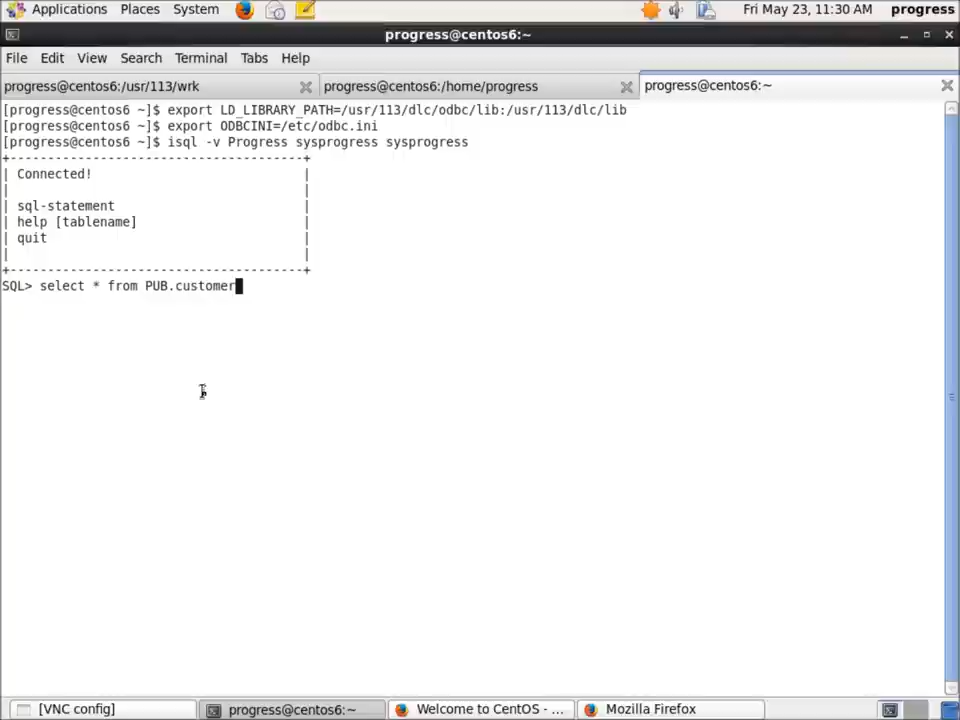 Applications Places System Fri May 23, 11:30 AM progress
progress@centos6:~
File Edit View Search Terminal Tabs Help
progress@centos6:/usr/113/wrk progress@centos6:/home/progress progress@centos6:~
[progress@centos6 ~]$ export LD_LIBRARY_PATH=/usr/113/dlc/odbc/lib:/usr/113/dlc/lib
[progress@centos6 ~]$ export ODBCINI=/etc/odbc.ini
[progress@centos6 ~]$ isql -v Progress sysprogress sysprogress
+---------------------------------------+
| Connected! |
| |
| sql-statement |
| help [tablename] |
| quit |
| |
+---------------------------------------+
SQL> select * from PUB.customer
[VNC config] progress@centos6:~ Welcome to CentOS - ... Mozilla Firefox